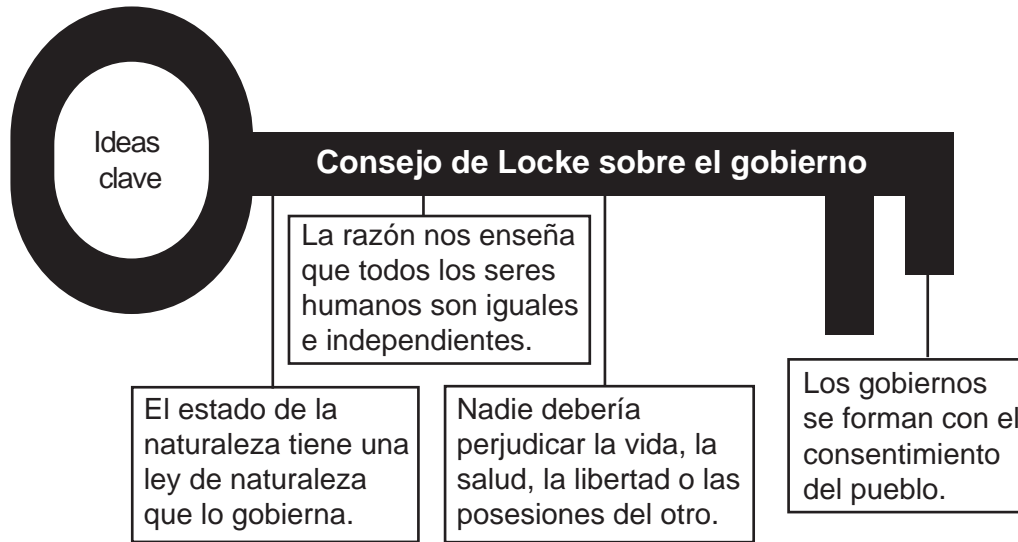 Ideas
clave
Consejo de Locke sobre el gobierno
La razón nos enseña
que todos los seres
humanos son iguales
e independientes.
El estado de la
naturaleza tiene una
ley de naturaleza
que lo gobierna.
Nadie debería
perjudicar la vida, la
salud, la libertad o las
posesiones del otro.
Los gobiernos
se forman con el
consentimiento
del pueblo.